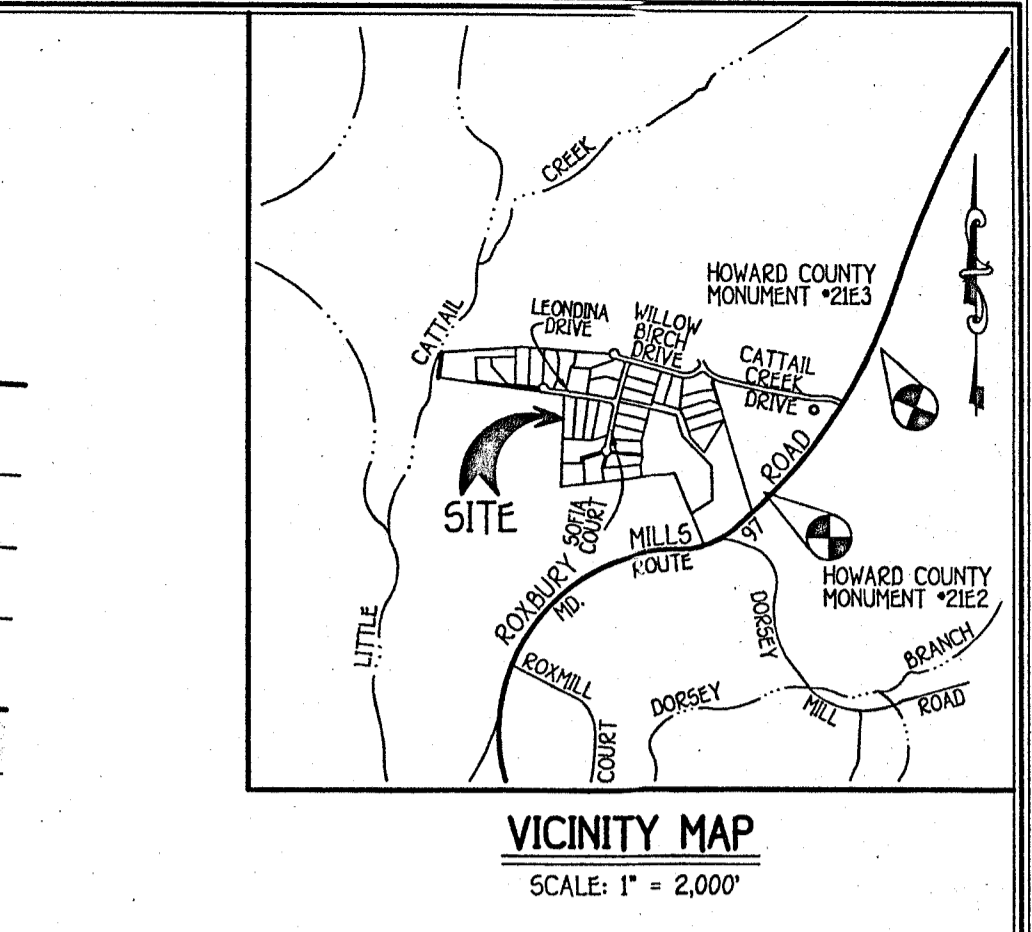 CREEK
HOWARD COUNTY
MONUMENT *21E3
CATTAIL
LEONDINA
DRIVE
WILLOW
BIRCH
DRIVE
CATTAIL
CREEK
DRIVE
ROAD
SITE
SOFIA
COURT
MILLS
ROUTE
97
ROXBURY
MD.
HOWARD COUNTY
MONUMENT *21E2
LITTLE
DORSEY
BRANCH
ROXMILL
COURT
DORSEY
MILL
ROAD
VICINITY MAP
SCALE: 1" = 2,000'